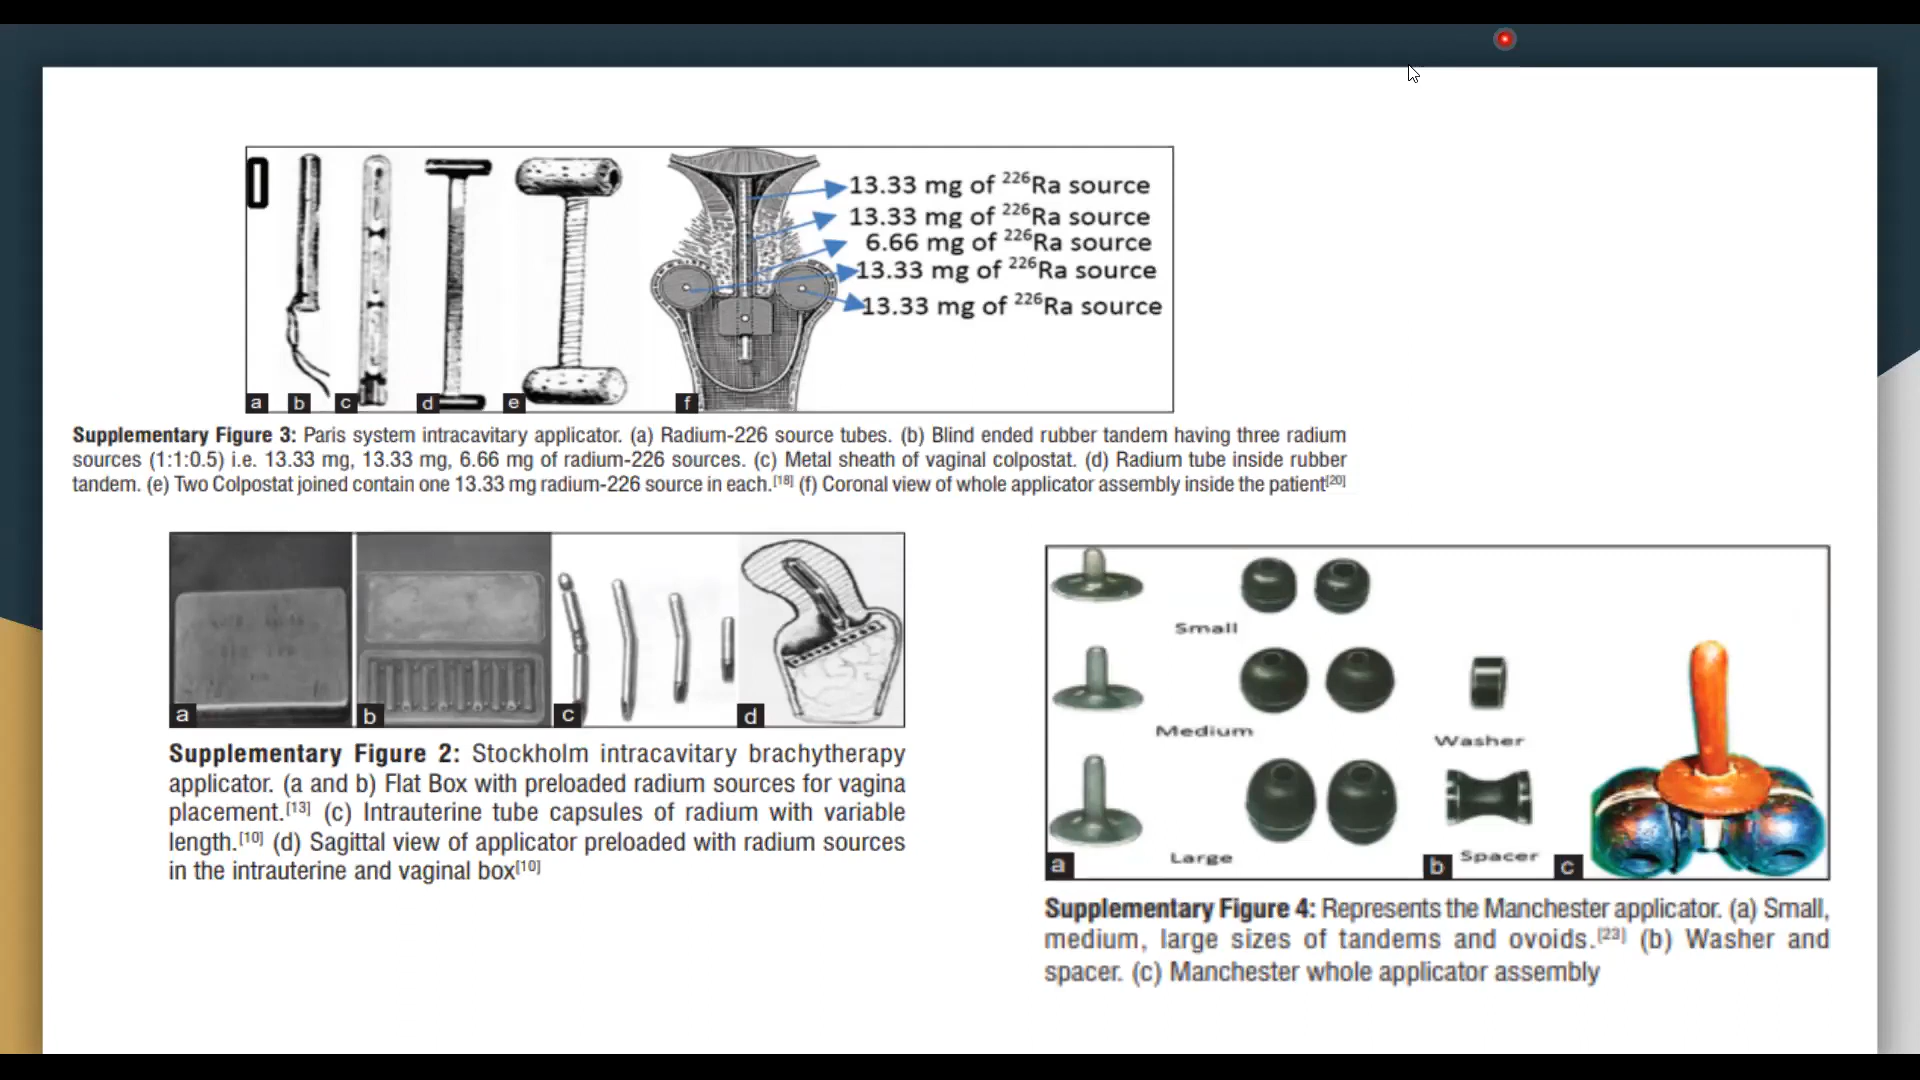 13.33 mg of ²²⁶Ra source
13.33 mg of ²²⁶Ra source
6.66 mg of ²²⁶Ra source
13.33 mg of ²²⁶Ra source
13.33 mg of ²²⁶Ra source
a b c d e f
Supplementary Figure 3: Paris system intracavitary applicator. (a) Radium-226 source tubes. (b) Blind ended rubber tandem having three radium
sources (1:1:0.5) i.e. 13.33 mg, 13.33 mg, 6.66 mg of radium-226 sources. (c) Metal sheath of vaginal colpostat. (d) Radium tube inside rubber
tandem. (e) Two Colpostat joined contain one 13.33 mg radium-226 source in each.[18] (f) Coronal view of whole applicator assembly inside the patient[20]
a b c d
Supplementary Figure 2: Stockholm intracavitary brachytherapy
applicator. (a and b) Flat Box with preloaded radium sources for vagina
placement.[13] (c) Intrauterine tube capsules of radium with variable
length.[10] (d) Sagittal view of applicator preloaded with radium sources
in the intrauterine and vaginal box[10]
Small
Medium
Washer
Large
Spacer
a b c
Supplementary Figure 4: Represents the Manchester applicator. (a) Small,
medium, large sizes of tandems and ovoids.[23] (b) Washer and
spacer. (c) Manchester whole applicator assembly